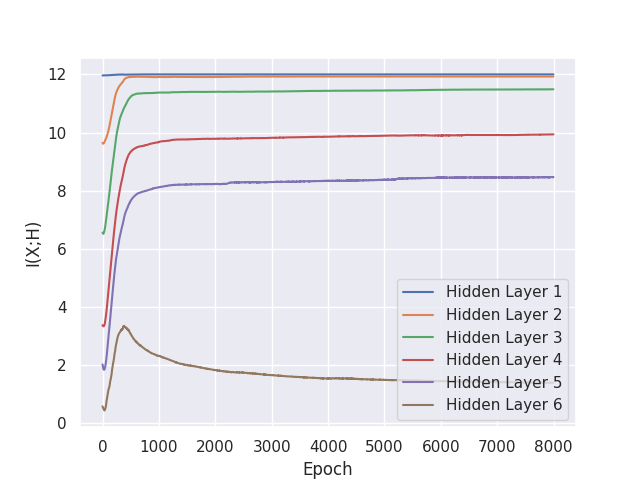 12
10
8
6
4
2
0
I(X;H)
Hidden Layer 1
Hidden Layer 2
Hidden Layer 3
Hidden Layer 4
Hidden Layer 5
Hidden Layer 6
0 1000 2000 3000 4000 5000 6000 7000 8000
Epoch